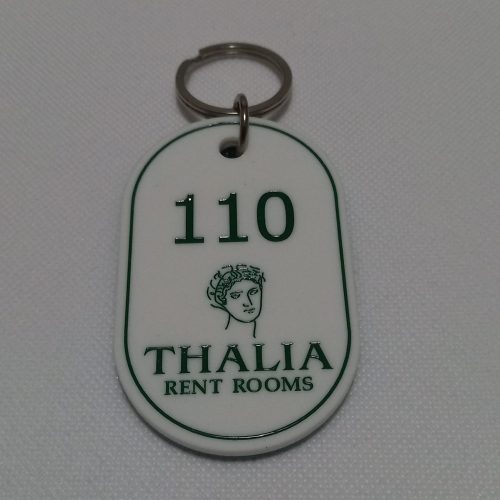 110
THALIA
RENT ROOMS